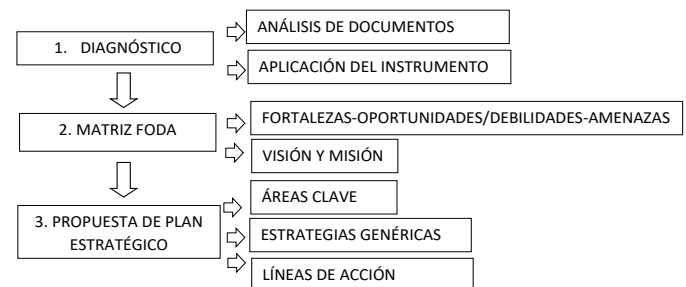 1. DIAGNÓSTICO
ANÁLISIS DE DOCUMENTOS
APLICACIÓN DEL INSTRUMENTO
2. MATRIZ FODA
FORTALEZAS-OPORTUNIDADES/DEBILIDADES-AMENAZAS
VISIÓN Y MISIÓN
3. PROPUESTA DE PLAN
ESTRATÉGICO
ÁREAS CLAVE
ESTRATEGIAS GENÉRICAS
LÍNEAS DE ACCIÓN